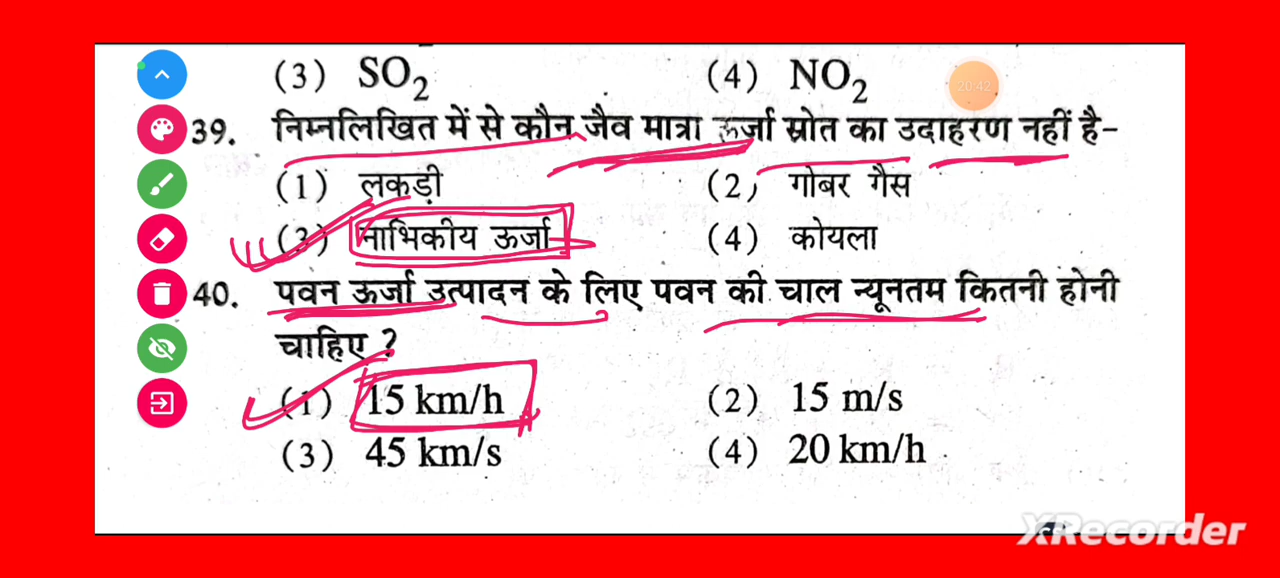 (3) SO₂ (4) NO₂
20:42
39. निम्नलिखित में से कौन जैव मात्रा ऊर्जा स्रोत का उदाहरण नहीं है-
(1) लकड़ी (2) गोबर गैस
(3) नाभिकीय ऊर्जा (4) कोयला
40. पवन ऊर्जा उत्पादन के लिए पवन की चाल न्यूनतम कितनी होनी
चाहिए ?
(1) 15 km/h (2) 15 m/s
(3) 45 km/s (4) 20 km/h
XRecorder